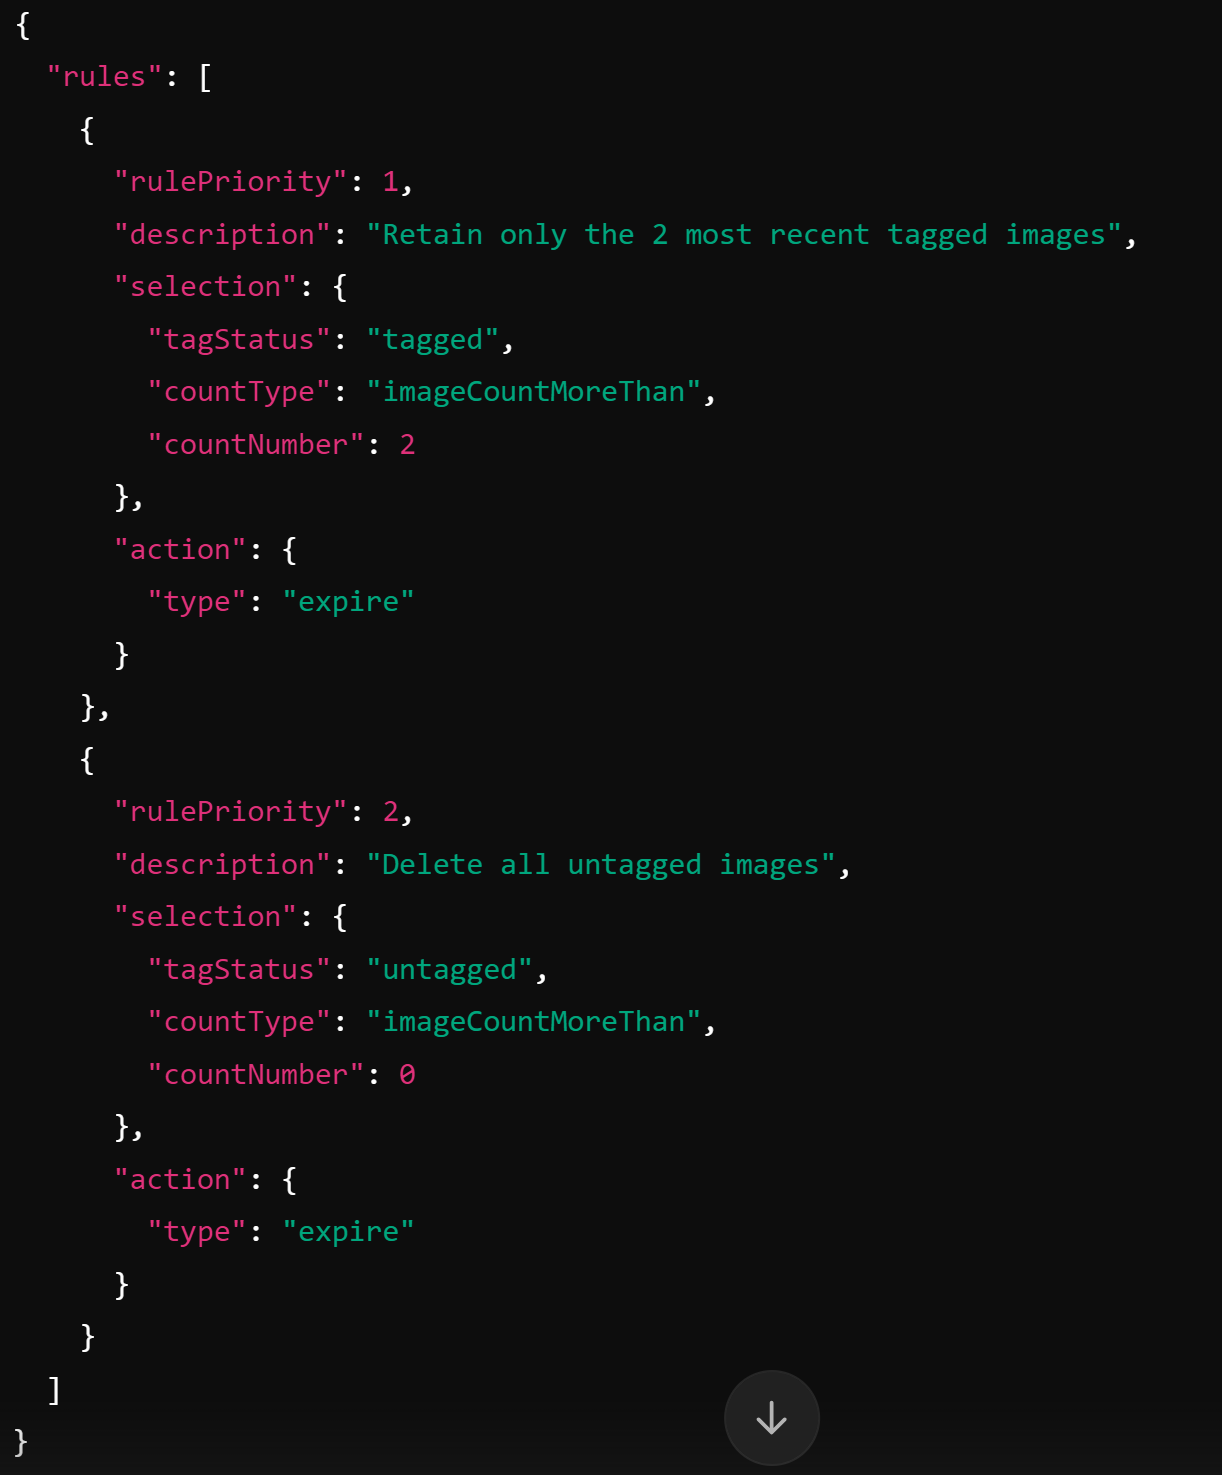 {
  "rules": [
    {
      "rulePriority": 1,
      "description": "Retain only the 2 most recent tagged images",
      "selection": {
        "tagStatus": "tagged",
        "countType": "imageCountMoreThan",
        "countNumber": 2
      },
      "action": {
        "type": "expire"
      }
    },
    {
      "rulePriority": 2,
      "description": "Delete all untagged images",
      "selection": {
        "tagStatus": "untagged",
        "countType": "imageCountMoreThan",
        "countNumber": 0
      },
      "action": {
        "type": "expire"
      }
    }
  ]
}